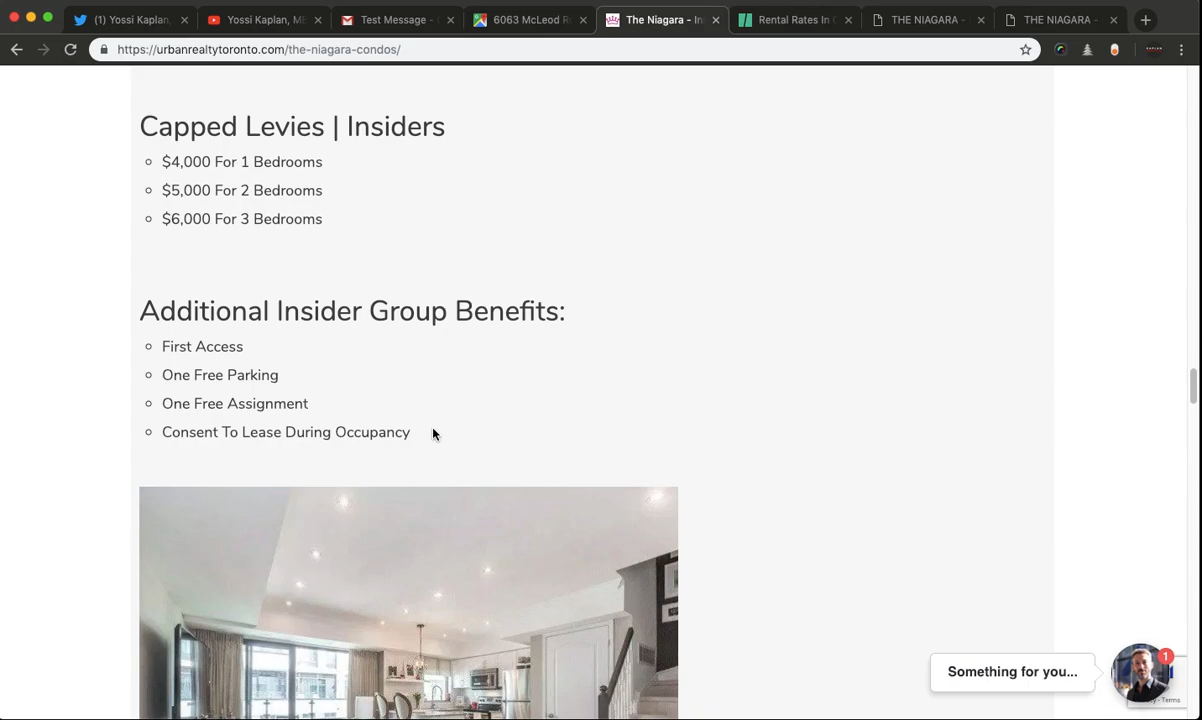 (1) Yossi Kaplan,
Yossi Kaplan, M
Test Message -
6063 McLeod R
The Niagara - In
Rental Rates In
THE NIAGARA -
THE NIAGARA -
https://urbanrealtytoronto.com/the-niagara-condos/
Capped Levies | Insiders
$4,000 For 1 Bedrooms
$5,000 For 2 Bedrooms
$6,000 For 3 Bedrooms
Additional Insider Group Benefits:
First Access
One Free Parking
One Free Assignment
Consent To Lease During Occupancy
Something for you...
1
Terms